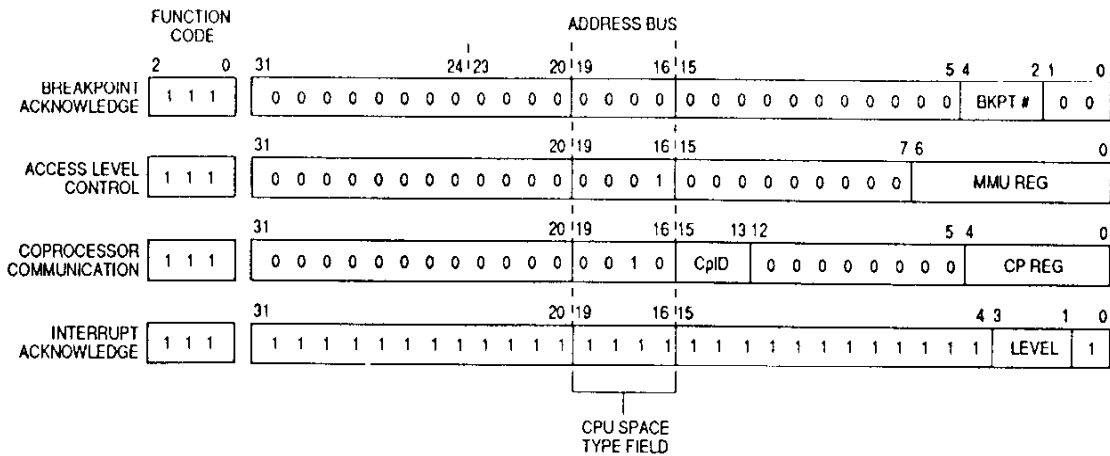 FUNCTION
CODE
ADDRESS BUS
2 0 31 24 23 20 19 16 15 5 4 2 1 0
BREAKPOINT
ACKNOWLEDGE
1 1 1 0 0 0 0 0 0 0 0 0 0 0 0 0 0 0 0 0 0 0 0 0 0 0 0 0 0 0 BKPT # 0 0
31 20 19 16 15 7 6 0
ACCESS LEVEL
CONTROL
1 1 1 0 0 0 0 0 0 0 0 0 0 0 0 0 0 0 1 0 0 0 0 0 0 0 0 0 MMU REG
31 20 19 16 15 13 12 5 4 0
COPROCESSOR
COMMUNICATION
1 1 1 0 0 0 0 0 0 0 0 0 0 0 0 0 0 1 0 CpID 0 0 0 0 0 0 0 0 CP REG
31 20 19 16 15 4 3 1 0
INTERRUPT
ACKNOWLEDGE
1 1 1 1 1 1 1 1 1 1 1 1 1 1 1 1 1 1 1 1 1 1 1 1 1 1 1 1 1 1 1 LEVEL 1
CPU SPACE
TYPE FIELD